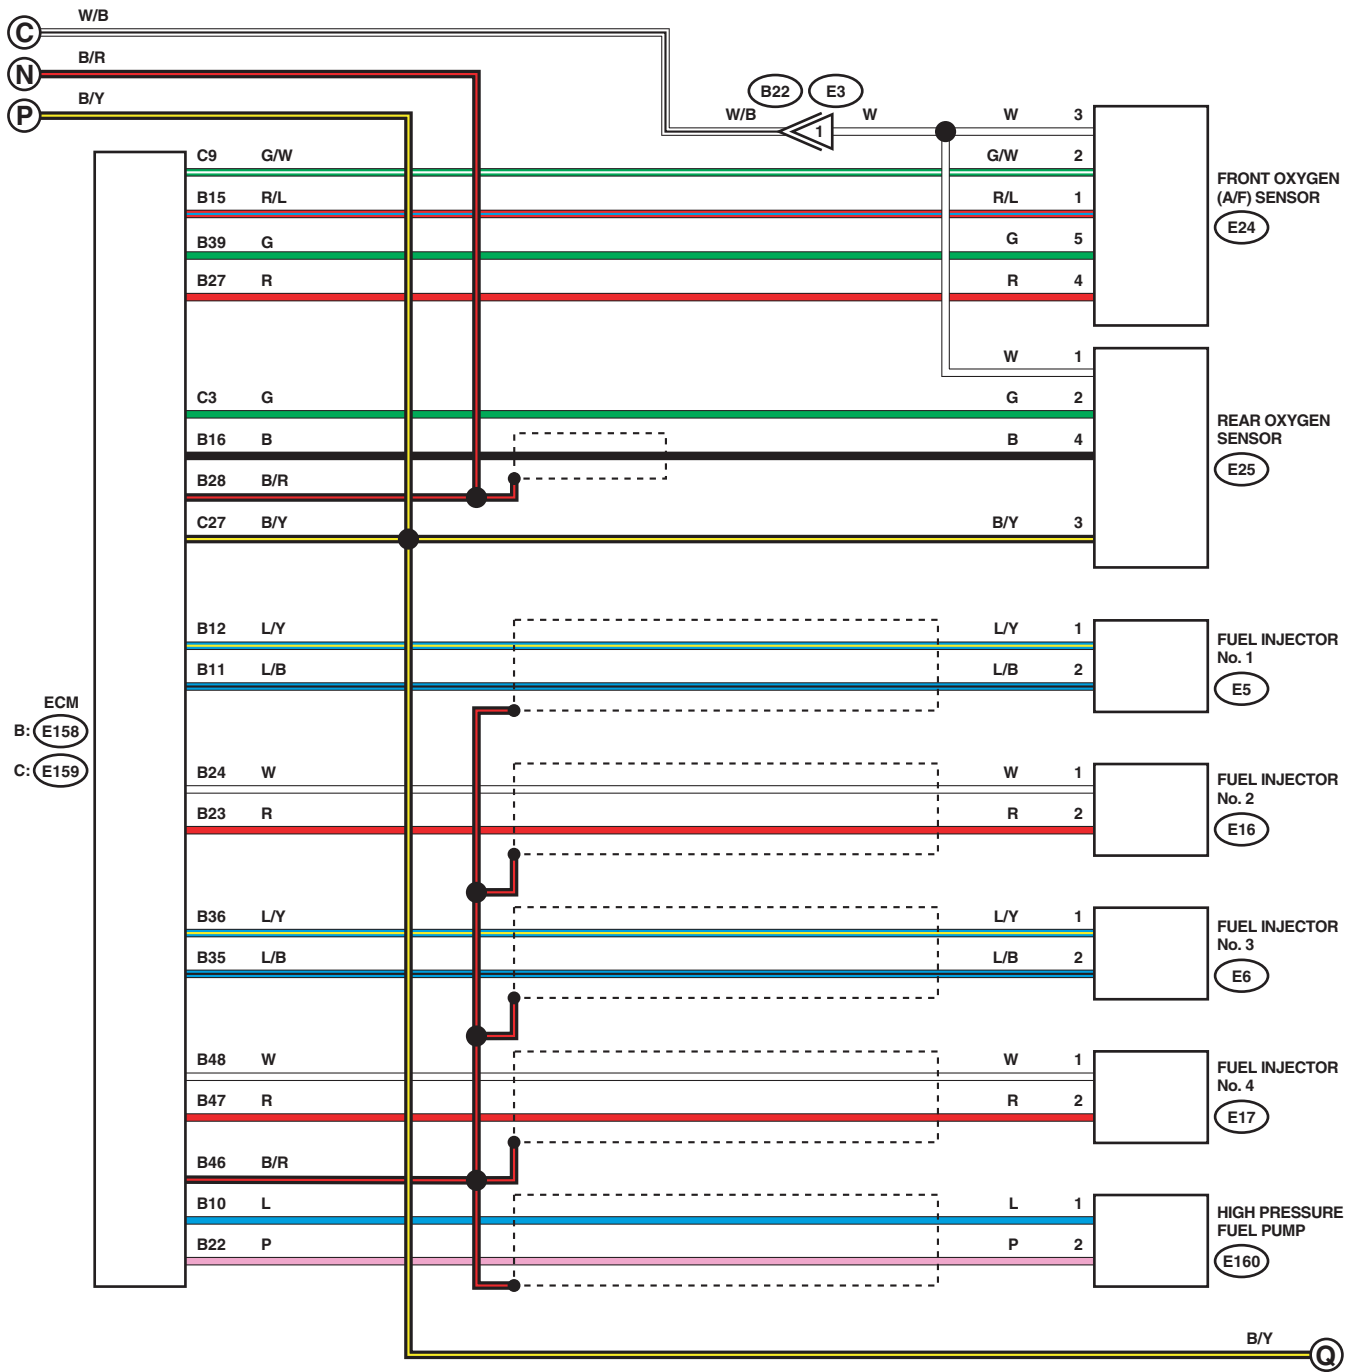 W/B
C
B/R
N
B/Y
P
B22 E3
W/B 1 W W 3
C9 G/W G/W 2
B15 R/L R/L 1
B39 G G 5
B27 R R 4
FRONT OXYGEN
(A/F) SENSOR
E24
W 1
C3 G G 2
B16 B B 4
B28 B/R
C27 B/Y B/Y 3
REAR OXYGEN
SENSOR
E25
B12 L/Y L/Y 1
B11 L/B L/B 2
FUEL INJECTOR
No. 1
E5
ECM
B: E158
C: E159
B24 W W 1
B23 R R 2
FUEL INJECTOR
No. 2
E16
B36 L/Y L/Y 1
B35 L/B L/B 2
FUEL INJECTOR
No. 3
E6
B48 W W 1
B47 R R 2
FUEL INJECTOR
No. 4
E17
B46 B/R
B10 L L 1
B22 P P 2
HIGH PRESSURE
FUEL PUMP
E160
B/Y
Q